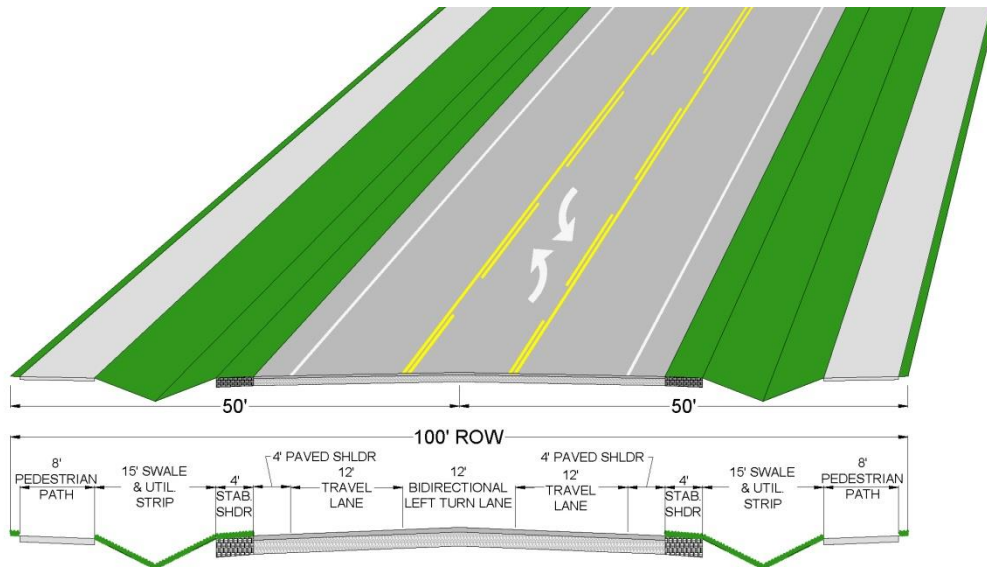 50'
50'
100' ROW
8'
PEDESTRIAN
PATH
15' SWALE
& UTIL.
STRIP
4'
STAB.
SHDR
4' PAVED SHLDR
12'
TRAVEL
LANE
12'
BIDIRECTIONAL
LEFT TURN LANE
4' PAVED SHLDR
12'
TRAVEL
LANE
4'
STAB.
SHDR
15' SWALE
& UTIL.
STRIP
8'
PEDESTRIAN
PATH